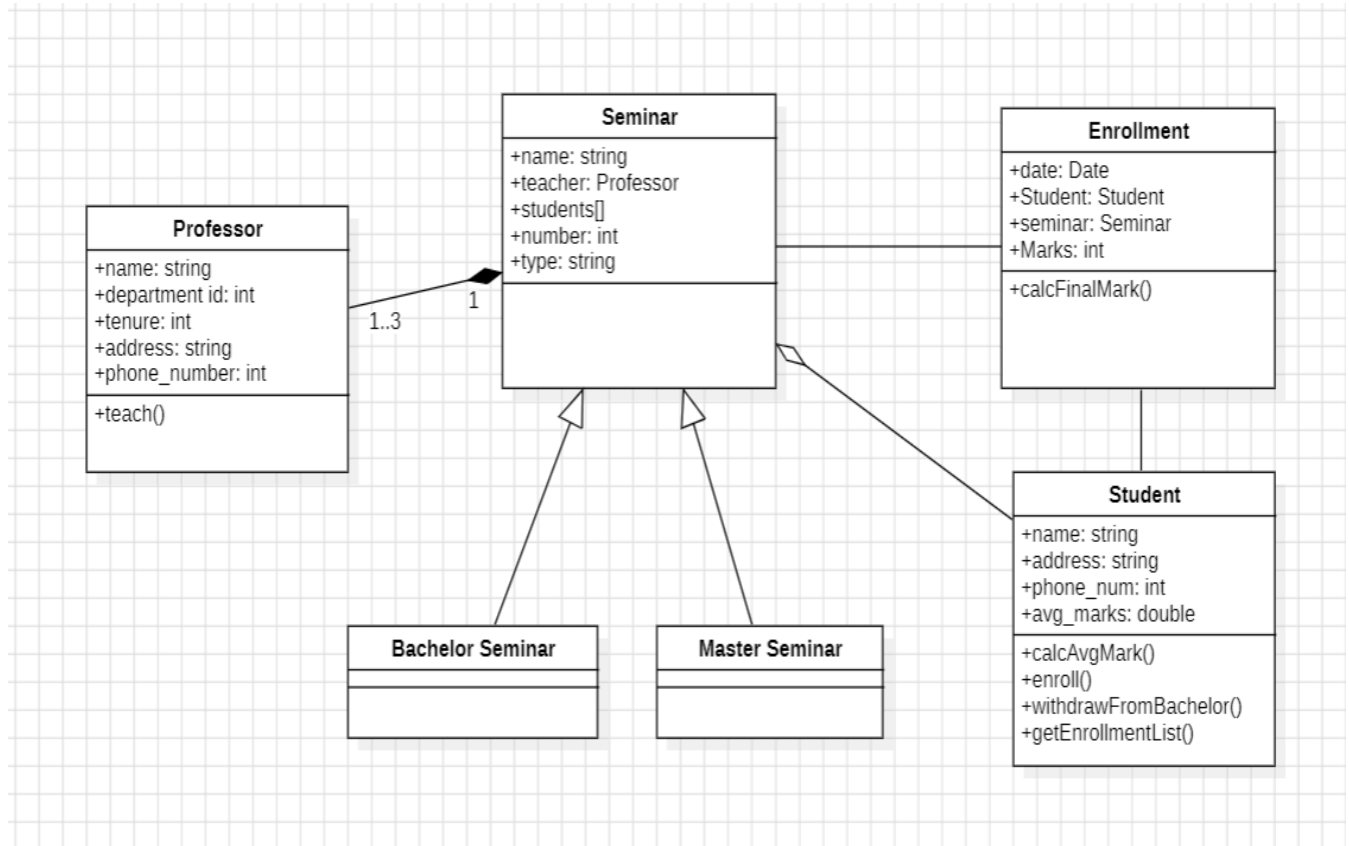 Seminar
+name: string
+teacher: Professor
+students[]
+number: int
+type: string
Enrollment
+date: Date
+Student: Student
+seminar: Seminar
+Marks: int
+calcFinalMark()
Professor
+name: string
+department id: int
+tenure: int
+address: string
+phone_number: int
+teach()
1
1..3
Student
+name: string
+address: string
+phone_num: int
+avg_marks: double
+calcAvgMark()
+enroll()
+withdrawFromBachelor()
+getEnrollmentList()
Bachelor Seminar
Master Seminar